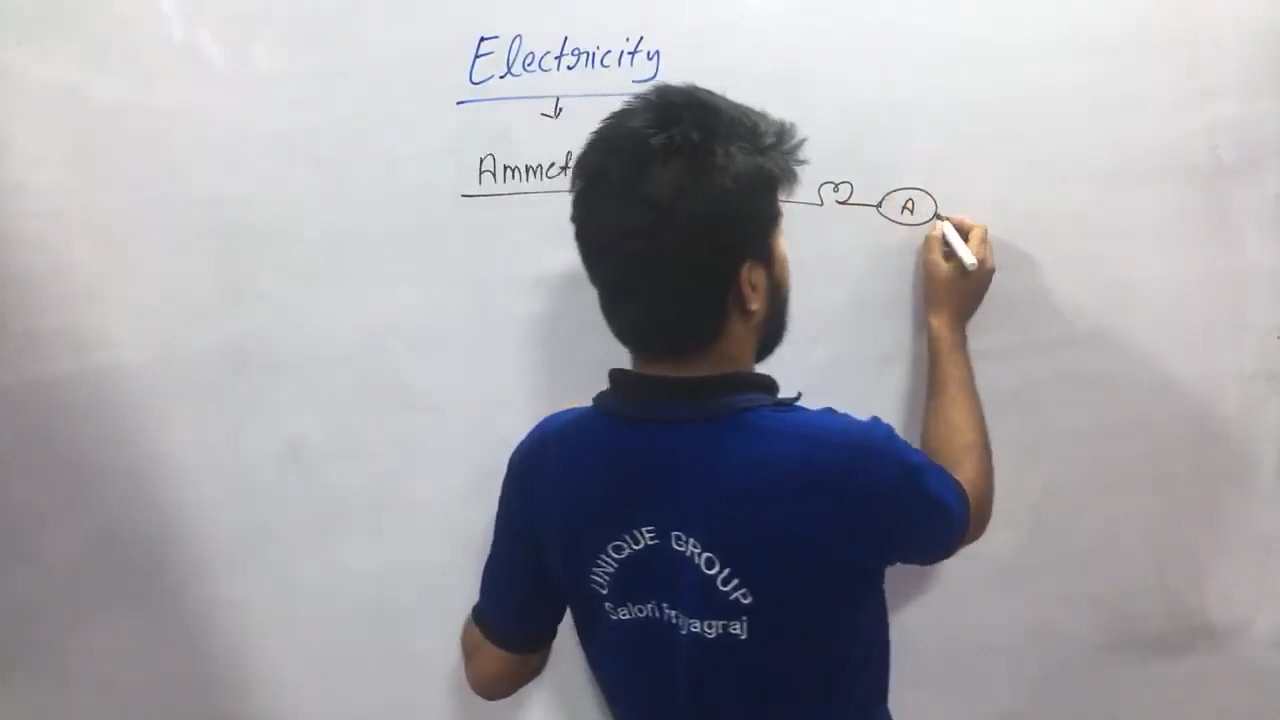 Electricity
Ammet
A
UNIQUE GROUP
Salori Prayagraj